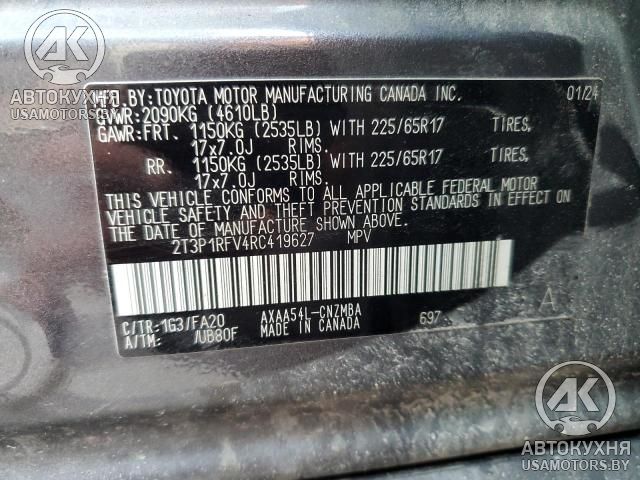 АВТОКУХНЯ
USAMOTORS.BY
MFD. BY: TOYOTA MOTOR MANUFACTURING CANADA INC. 01/24
GVWR: 2090KG (4610LB)
GAWR: FRT. 1150KG (2535LB) WITH 225/65R17 TIRES,
17x7.0J RIMS.
RR. 1150KG (2535LB) WITH 225/65R17 TIRES,
17x7.0J RIMS.
THIS VEHICLE CONFORMS TO ALL APPLICABLE FEDERAL MOTOR
VEHICLE SAFETY AND THEFT PREVENTION STANDARDS IN EFFECT ON
THE DATE OF MANUFACTURE SHOWN ABOVE.
2T3P1RFV4RC419627 MPV
C/TR: 1G3/FA20 AXAA54L-CNZMBA 697 A
A/TM: /UB80F MADE IN CANADA
АК
АВТОКУХНЯ
USAMOTORS.BY